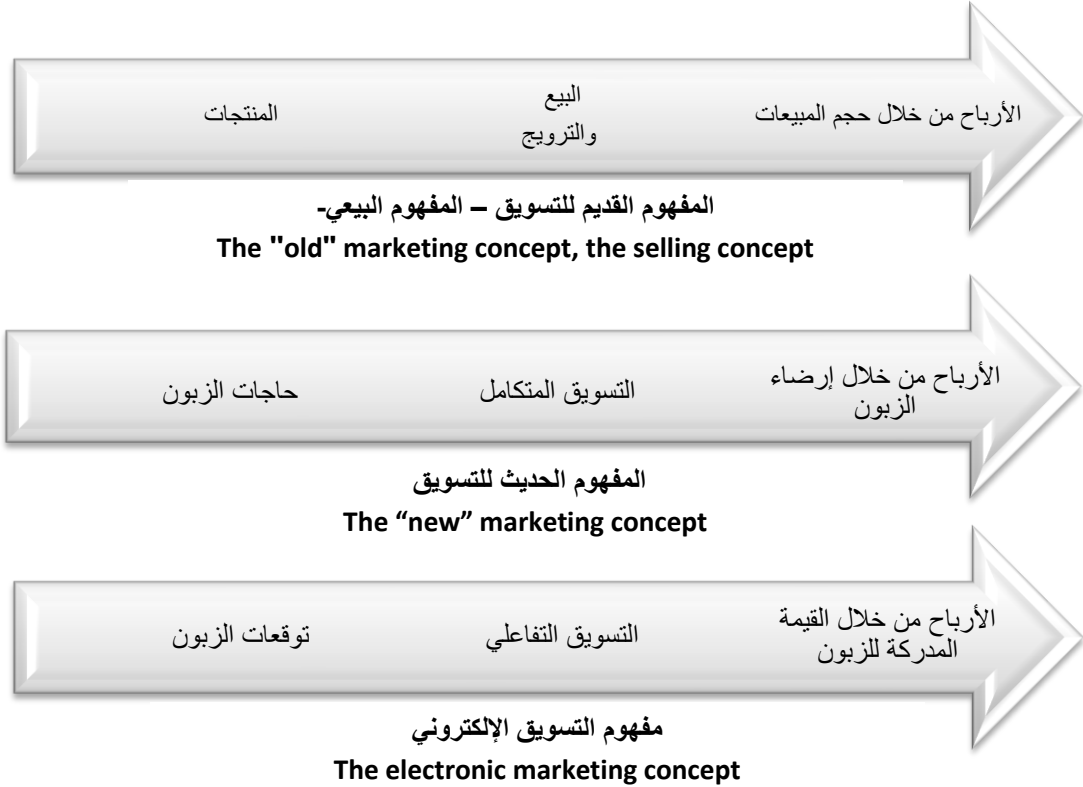 المنتجات
البيع
والترويج
الأرباح من خلال حجم المبيعات
المفهوم القديم للتسويق – المفهوم البيعي-
The "old" marketing concept, the selling concept
حاجات الزبون
التسويق المتكامل
الأرباح من خلال إرضاء
الزبون
المفهوم الحديث للتسويق
The “new” marketing concept
توقعات الزبون
التسويق التفاعلي
الأرباح من خلال القيمة
المدركة للزبون
مفهوم التسويق الإلكتروني
The electronic marketing concept